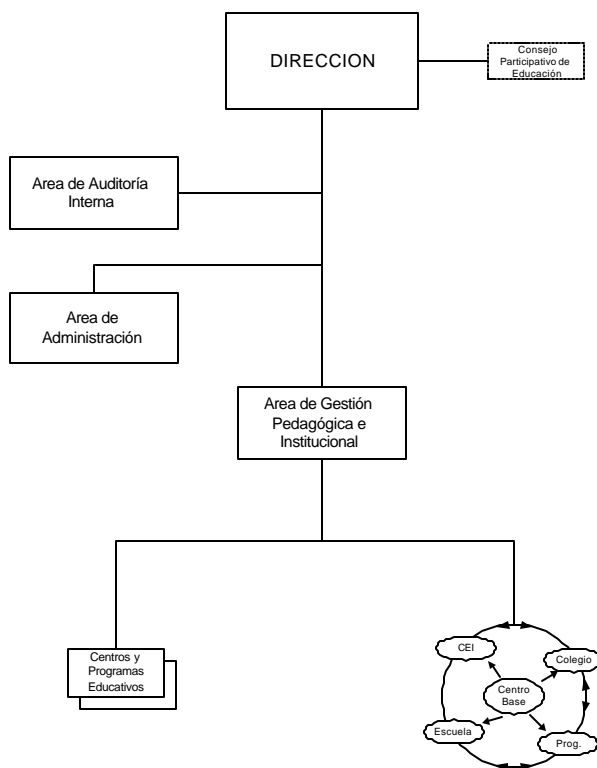 DIRECCION
Consejo
Participativo de
Educación
Area de Auditoría
Interna
Area de
Administración
Area de Gestión
Pedagógica e
Institucional
Centros y
Programas
Educativos
CEI
Colegio
Centro
Base
Escuela
Prog.